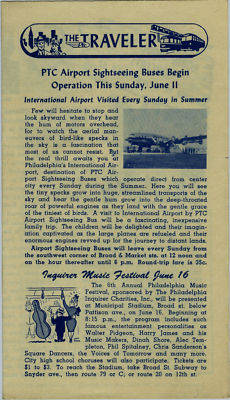 THE PTC TRAVELER
PTC Airport Sightseeing Buses Begin
Operation This Sunday, June 11
International Airport Visited Every Sunday in Summer
Few will hesitate to stop and
look skyward when they hear
the hum of motors overhead,
for to watch the aerial man-
euvers of bird-like specks in
the sky is a fascination that
most of us cannot resist. But
the real thrill awaits you at
Philadelphia's International Air-
port, destination of PTC Air-
port Sightseeing Buses which operate direct from center
city every Sunday during the Summer. Here you will see
the tiny specks grow into huge, streamlined transports of the
sky and hear the gentle hum grow into the deep-throated
roar of powerful engines as they land with the gentle grace
of the tiniest of birds. A visit to International Airport by PTC
Airport Sightseeing Bus will be a fascinating, inexpensive
family trip. The children will be delighted and their imagin-
ation captivated as the large planes are refueled and their
enormous engines revved up for the journey to distant lands.
Airport Sightseeing Buses will leave every Sunday from the
southwest corner of Broad & Market sts. at 12 noon and
on the hour thereafter until 8 p.m. Round-trip fare is 35c.
Inquirer Music Festival June 16
The 6th Annual Philadelphia Music
Festival, sponsored by The Philadelphia
Inquirer Charities, Inc., will be presented
at Municipal Stadium, Broad st. below
Pattison ave., on June 16. Beginning at
8:15 p.m., the program includes such
famous entertainment personalities as
Walter Pidgeon, Harry James and his
Music Makers, Dinah Shore, Alec Tem-
pleton, Phil Spitalney, Chris Sanderson's
Square Dancers, the Voices of Tomorrow and many more.
City high school choruses will also participate. Tickets are
$1 to $3. To reach the Stadium, take Broad St. Subway to
Snyder ave., then route 79 or C; or route 20 on 12th st.